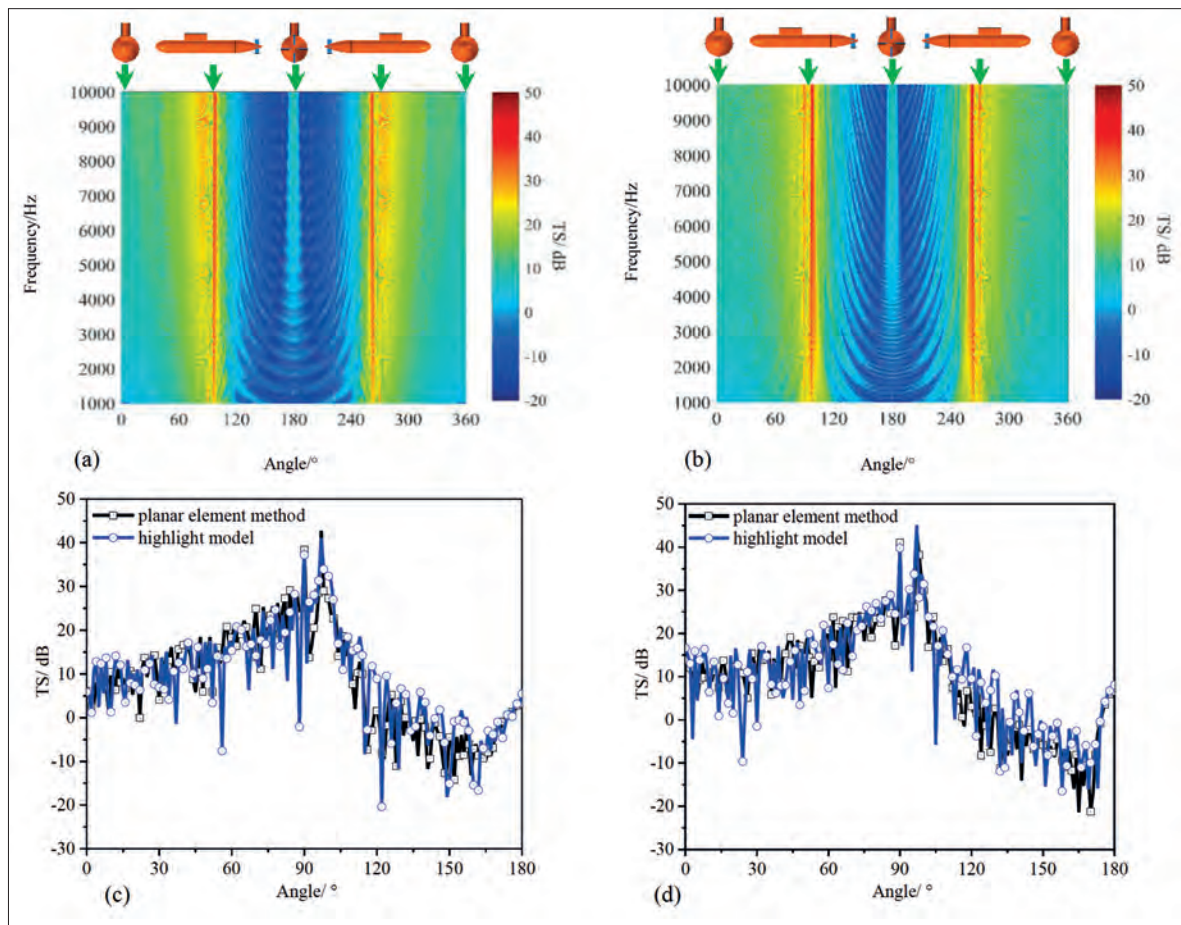 10000
9000
8000
7000
6000
5000
4000
3000
2000
1000
Frequency/Hz
0 60 120 180 240 300 360
Angle/°
50
40
30
20
10
0
-10
-20
TS/ dB
(a)
10000
9000
8000
7000
6000
5000
4000
3000
2000
1000
Frequency/Hz
0 60 120 180 240 300 360
Angle/°
50
40
30
20
10
0
-10
-20
TS/ dB
(b)
50
40
30
20
10
0
-10
-20
-30
TS/ dB
planar element method
highlight model
0 30 60 90 120 150 180
Angle/ °
(c)
50
40
30
20
10
0
-10
-20
-30
TS/ dB
planar element method
highlight model
0 30 60 90 120 150 180
Angle/ °
(d)